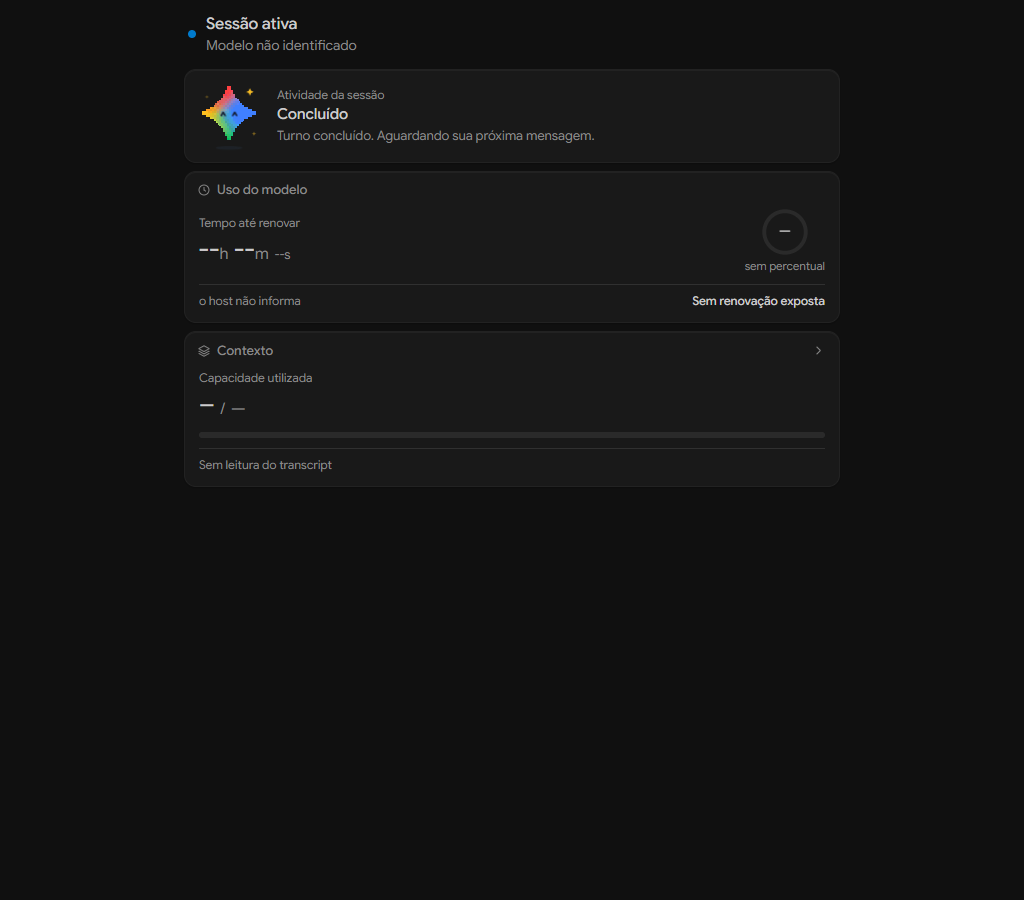 Sessão ativa
Modelo não identificado
Atividade da sessão
Concluído
Turno concluído. Aguardando sua próxima mensagem.
Uso do modelo
Tempo até renovar
--h --m --s
—
sem percentual
o host não informa
Sem renovação exposta
Contexto
Capacidade utilizada
— / —
Sem leitura do transcript